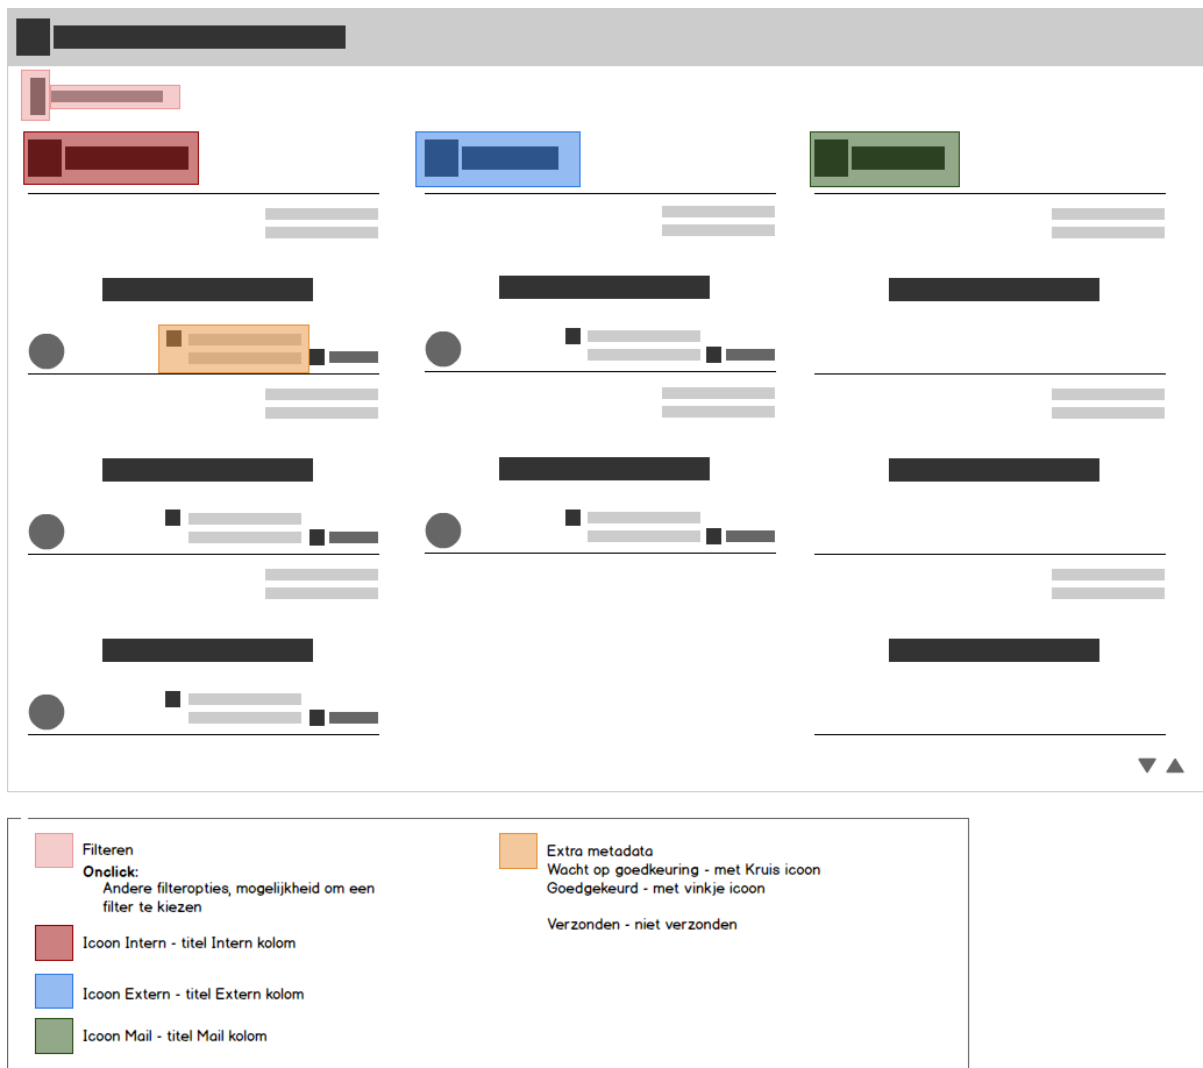 Filteren
Onclick:
Andere filteropties, mogelijkheid om een
filter te kiezen
Icoon Intern - titel Intern kolom
Icoon Extern - titel Extern kolom
Icoon Mail - titel Mail kolom
Extra metadata
Wacht op goedkeuring - met Kruis icoon
Goedgekeurd - met vinkje icoon
Verzonden - niet verzonden